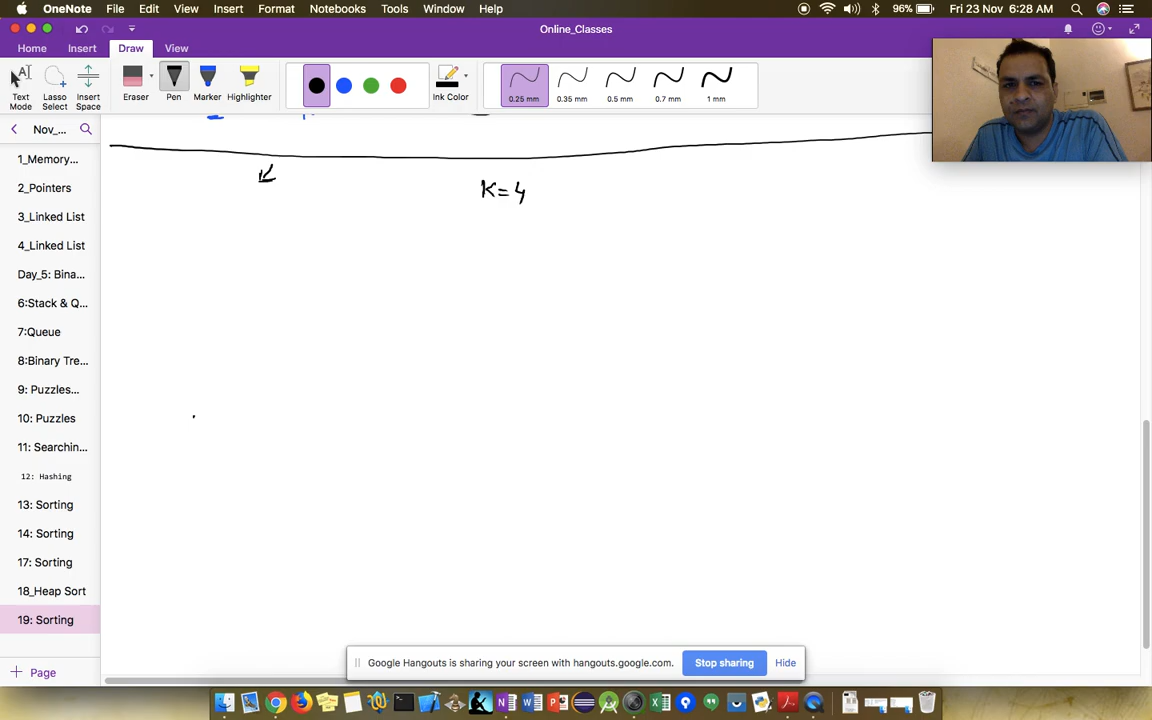 OneNote File Edit View Insert Format Notebooks Tools Window Help 96% Fri 23 Nov 6:28 AM
Online_Classes
Home Insert Draw View
Text Mode
Lasso Select
Insert Space
Eraser
Pen
Marker
Highlighter
Ink Color
0.25 mm
0.35 mm
0.5 mm
0.7 mm
1 mm
Nov_...
1_Memory...
2_Pointers
3_Linked List
4_Linked List
Day_5: Bina...
6:Stack & Q...
7:Queue
8:Binary Tre...
9: Puzzles...
10: Puzzles
11: Searchin...
12: Hashing
13: Sorting
14: Sorting
17: Sorting
18_Heap Sort
19: Sorting
Page
K=4
Google Hangouts is sharing your screen with hangouts.google.com.
Stop sharing
Hide